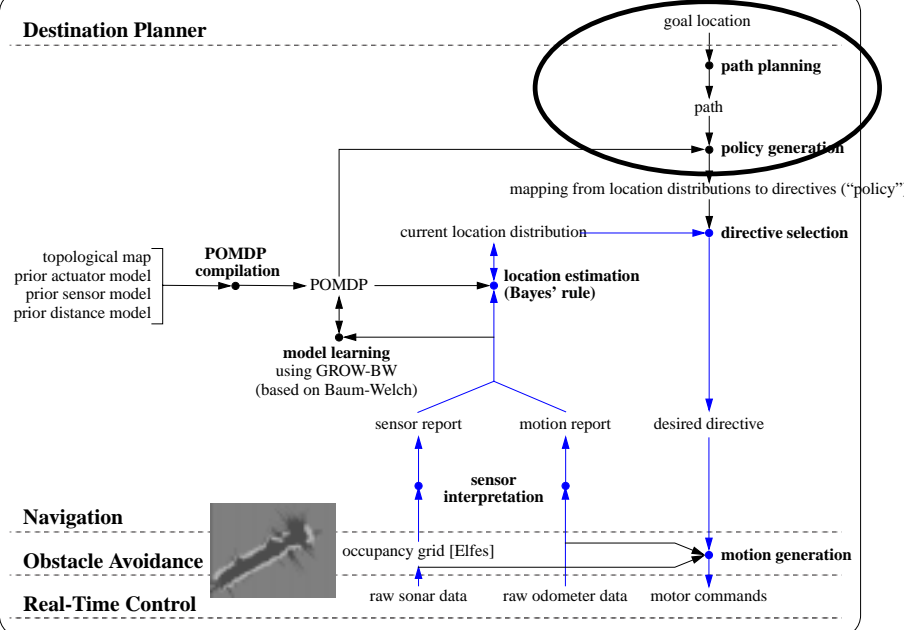 goal location
Destination Planner
path planning
path
policy generation
mapping from location distributions to directives (“policy”)
current location distribution
directive selection
topological map
prior actuator model
prior sensor model
prior distance model
POMDP
compilation
POMDP
location estimation
(Bayes’ rule)
model learning
using GROW-BW
(based on Baum-Welch)
sensor report
motion report
desired directive
sensor
interpretation
Navigation
Obstacle Avoidance
occupancy grid [Elfes]
motion generation
Real-Time Control
raw sonar data
raw odometer data
motor commands